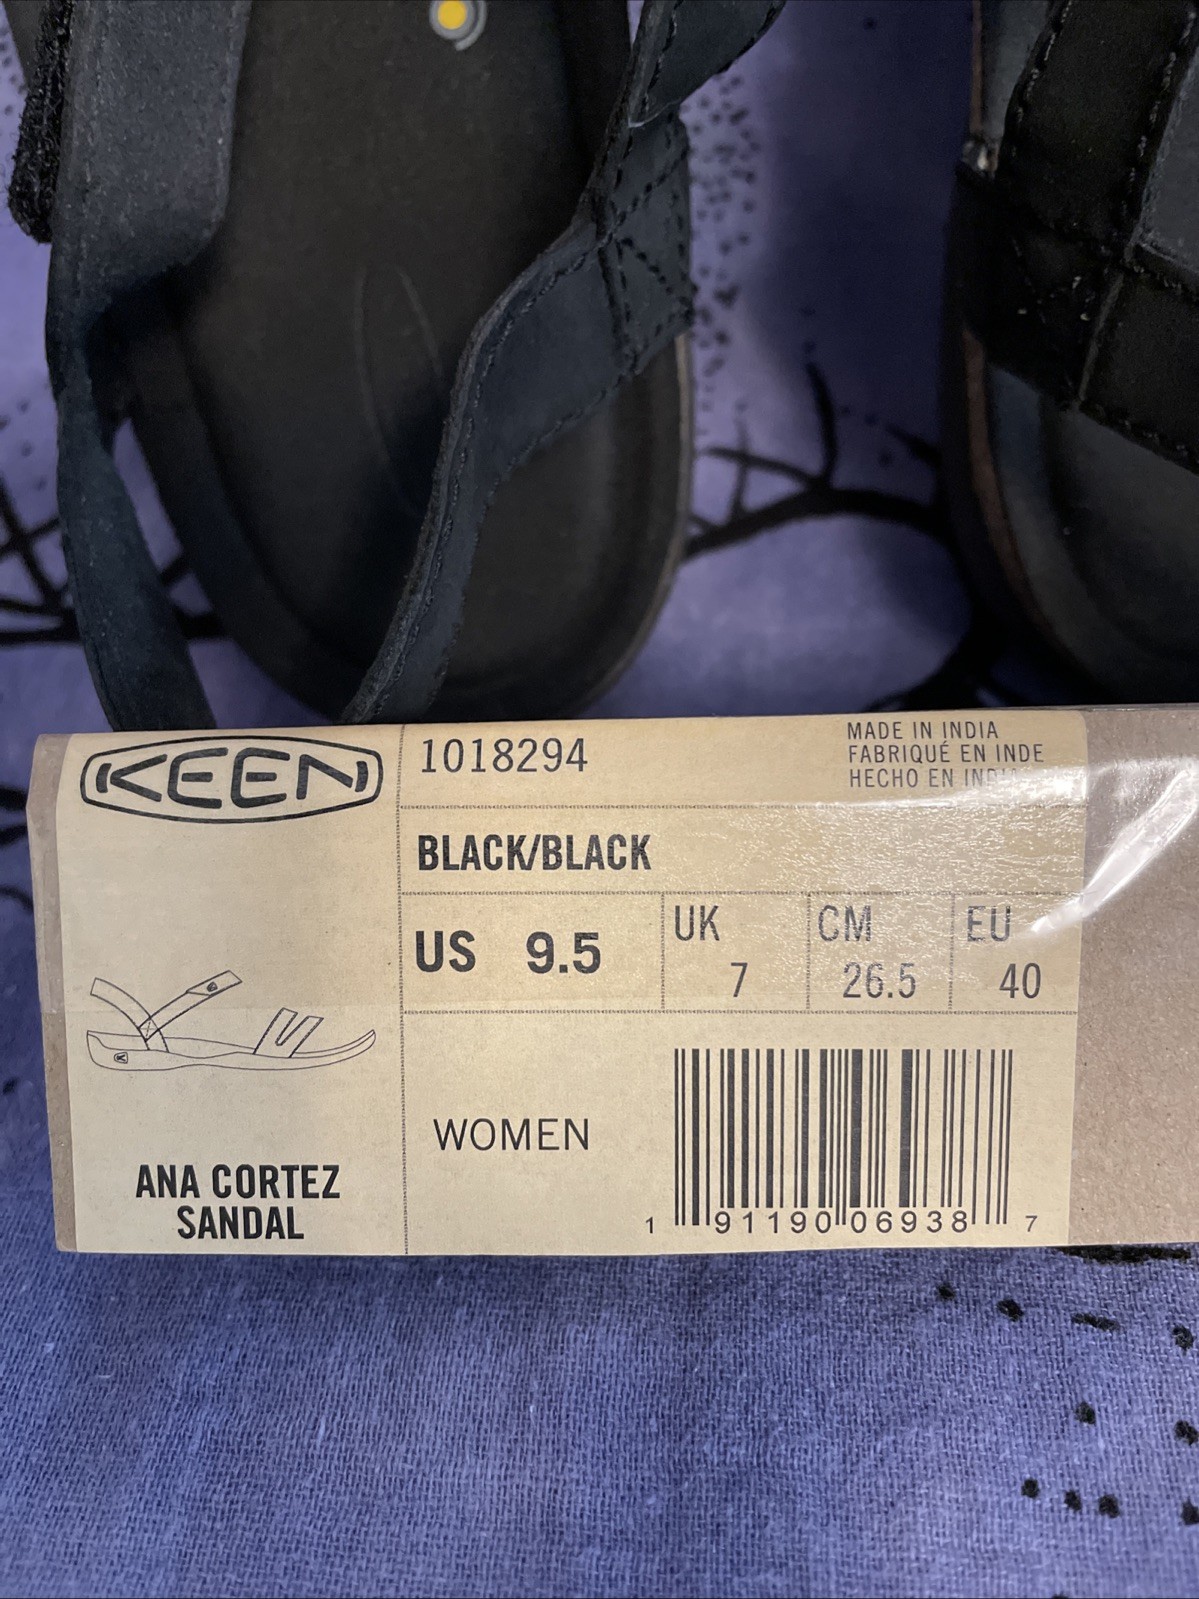 KEEN
1018294
MADE IN INDIA
FABRIQUÉ EN INDE
HECHO EN INDIA
BLACK/BLACK
US 9.5
UK
7
CM
26.5
EU
40
WOMEN
ANA CORTEZ
SANDAL
1 91190 06938 7